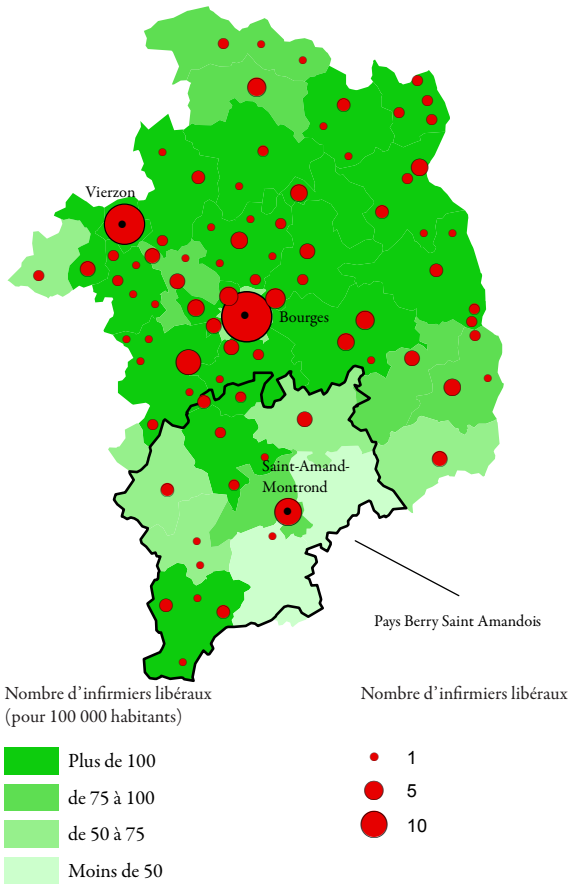 Vierzon
Bourges
Saint-Amand-
Montrond
Pays Berry Saint Amandois
Nombre d'infirmiers libéraux
(pour 100 000 habitants)
Plus de 100
de 75 à 100
de 50 à 75
Moins de 50
Nombre d'infirmiers libéraux
1
5
10